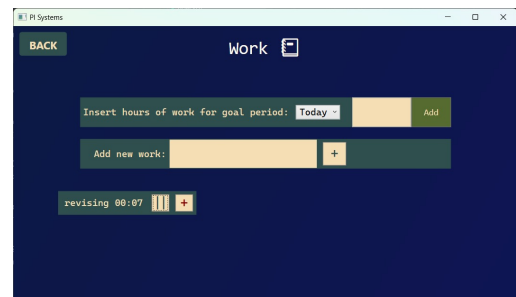 PI Systems
BACK
Work
Insert hours of work for goal period: Today Add
Add new work: +
revising 00:07 +